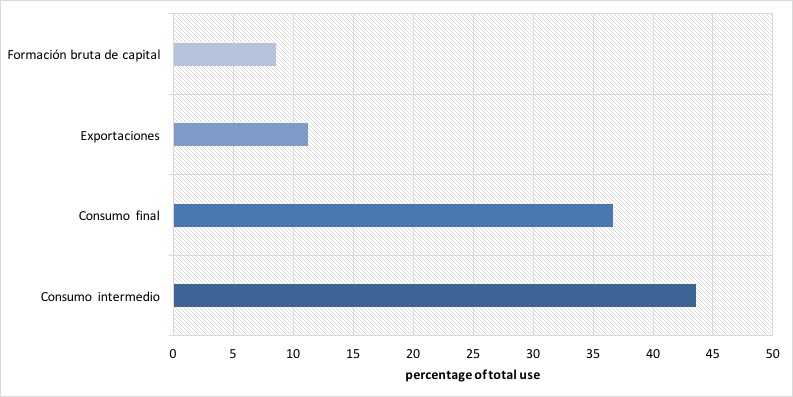 Formación bruta de capital
Exportaciones
Consumo final
Consumo intermedio
0 5 10 15 20 25 30 35 40 45 50
percentage of total use